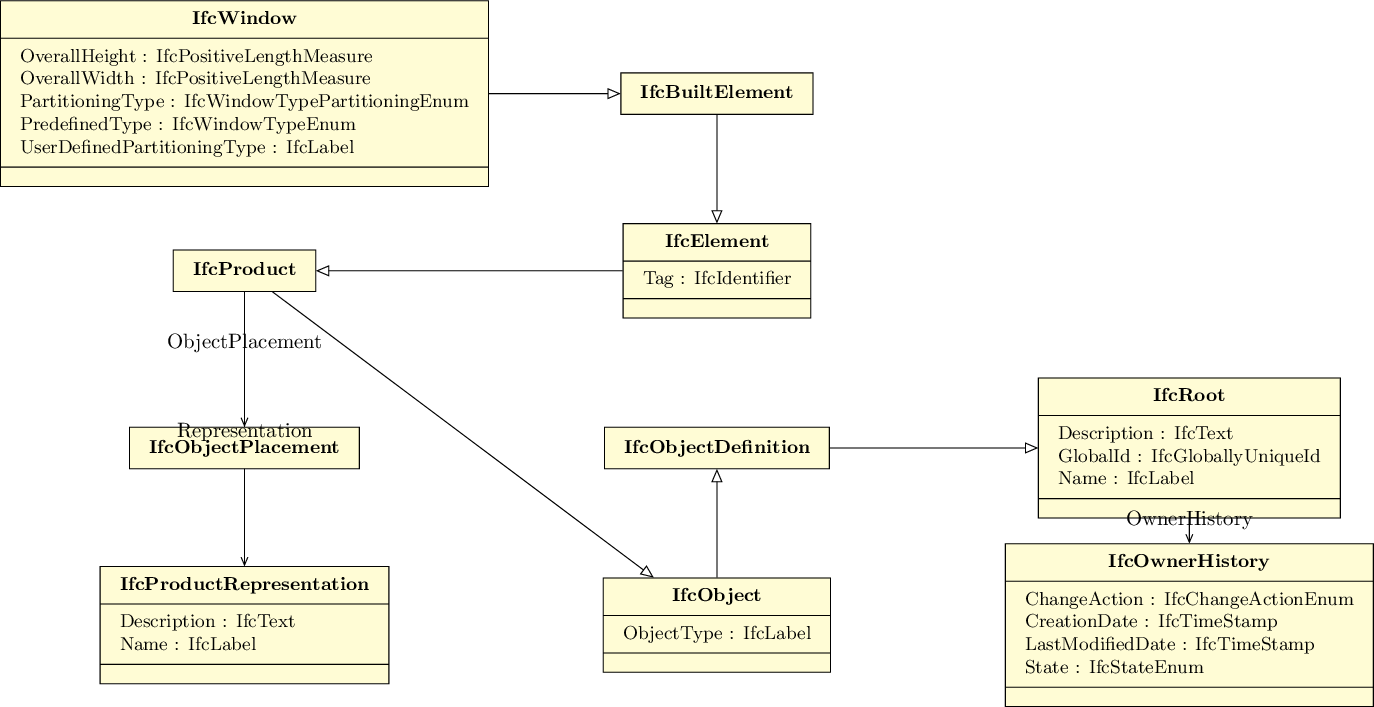 IfcWindow
OverallHeight : IfcPositiveLengthMeasure
OverallWidth : IfcPositiveLengthMeasure
PartitioningType : IfcWindowTypePartitioningEnum
PredefinedType : IfcWindowTypeEnum
UserDefinedPartitioningType : IfcLabel
IfcBuiltElement
IfcElement
Tag : IfcIdentifier
IfcProduct
ObjectPlacement
Representation
IfcObjectPlacement
IfcProductRepresentation
Description : IfcText
Name : IfcLabel
IfcObjectDefinition
IfcObject
ObjectType : IfcLabel
IfcRoot
Description : IfcText
GlobalId : IfcGloballyUniqueId
Name : IfcLabel
OwnerHistory
IfcOwnerHistory
ChangeAction : IfcChangeActionEnum
CreationDate : IfcTimeStamp
LastModifiedDate : IfcTimeStamp
State : IfcStateEnum